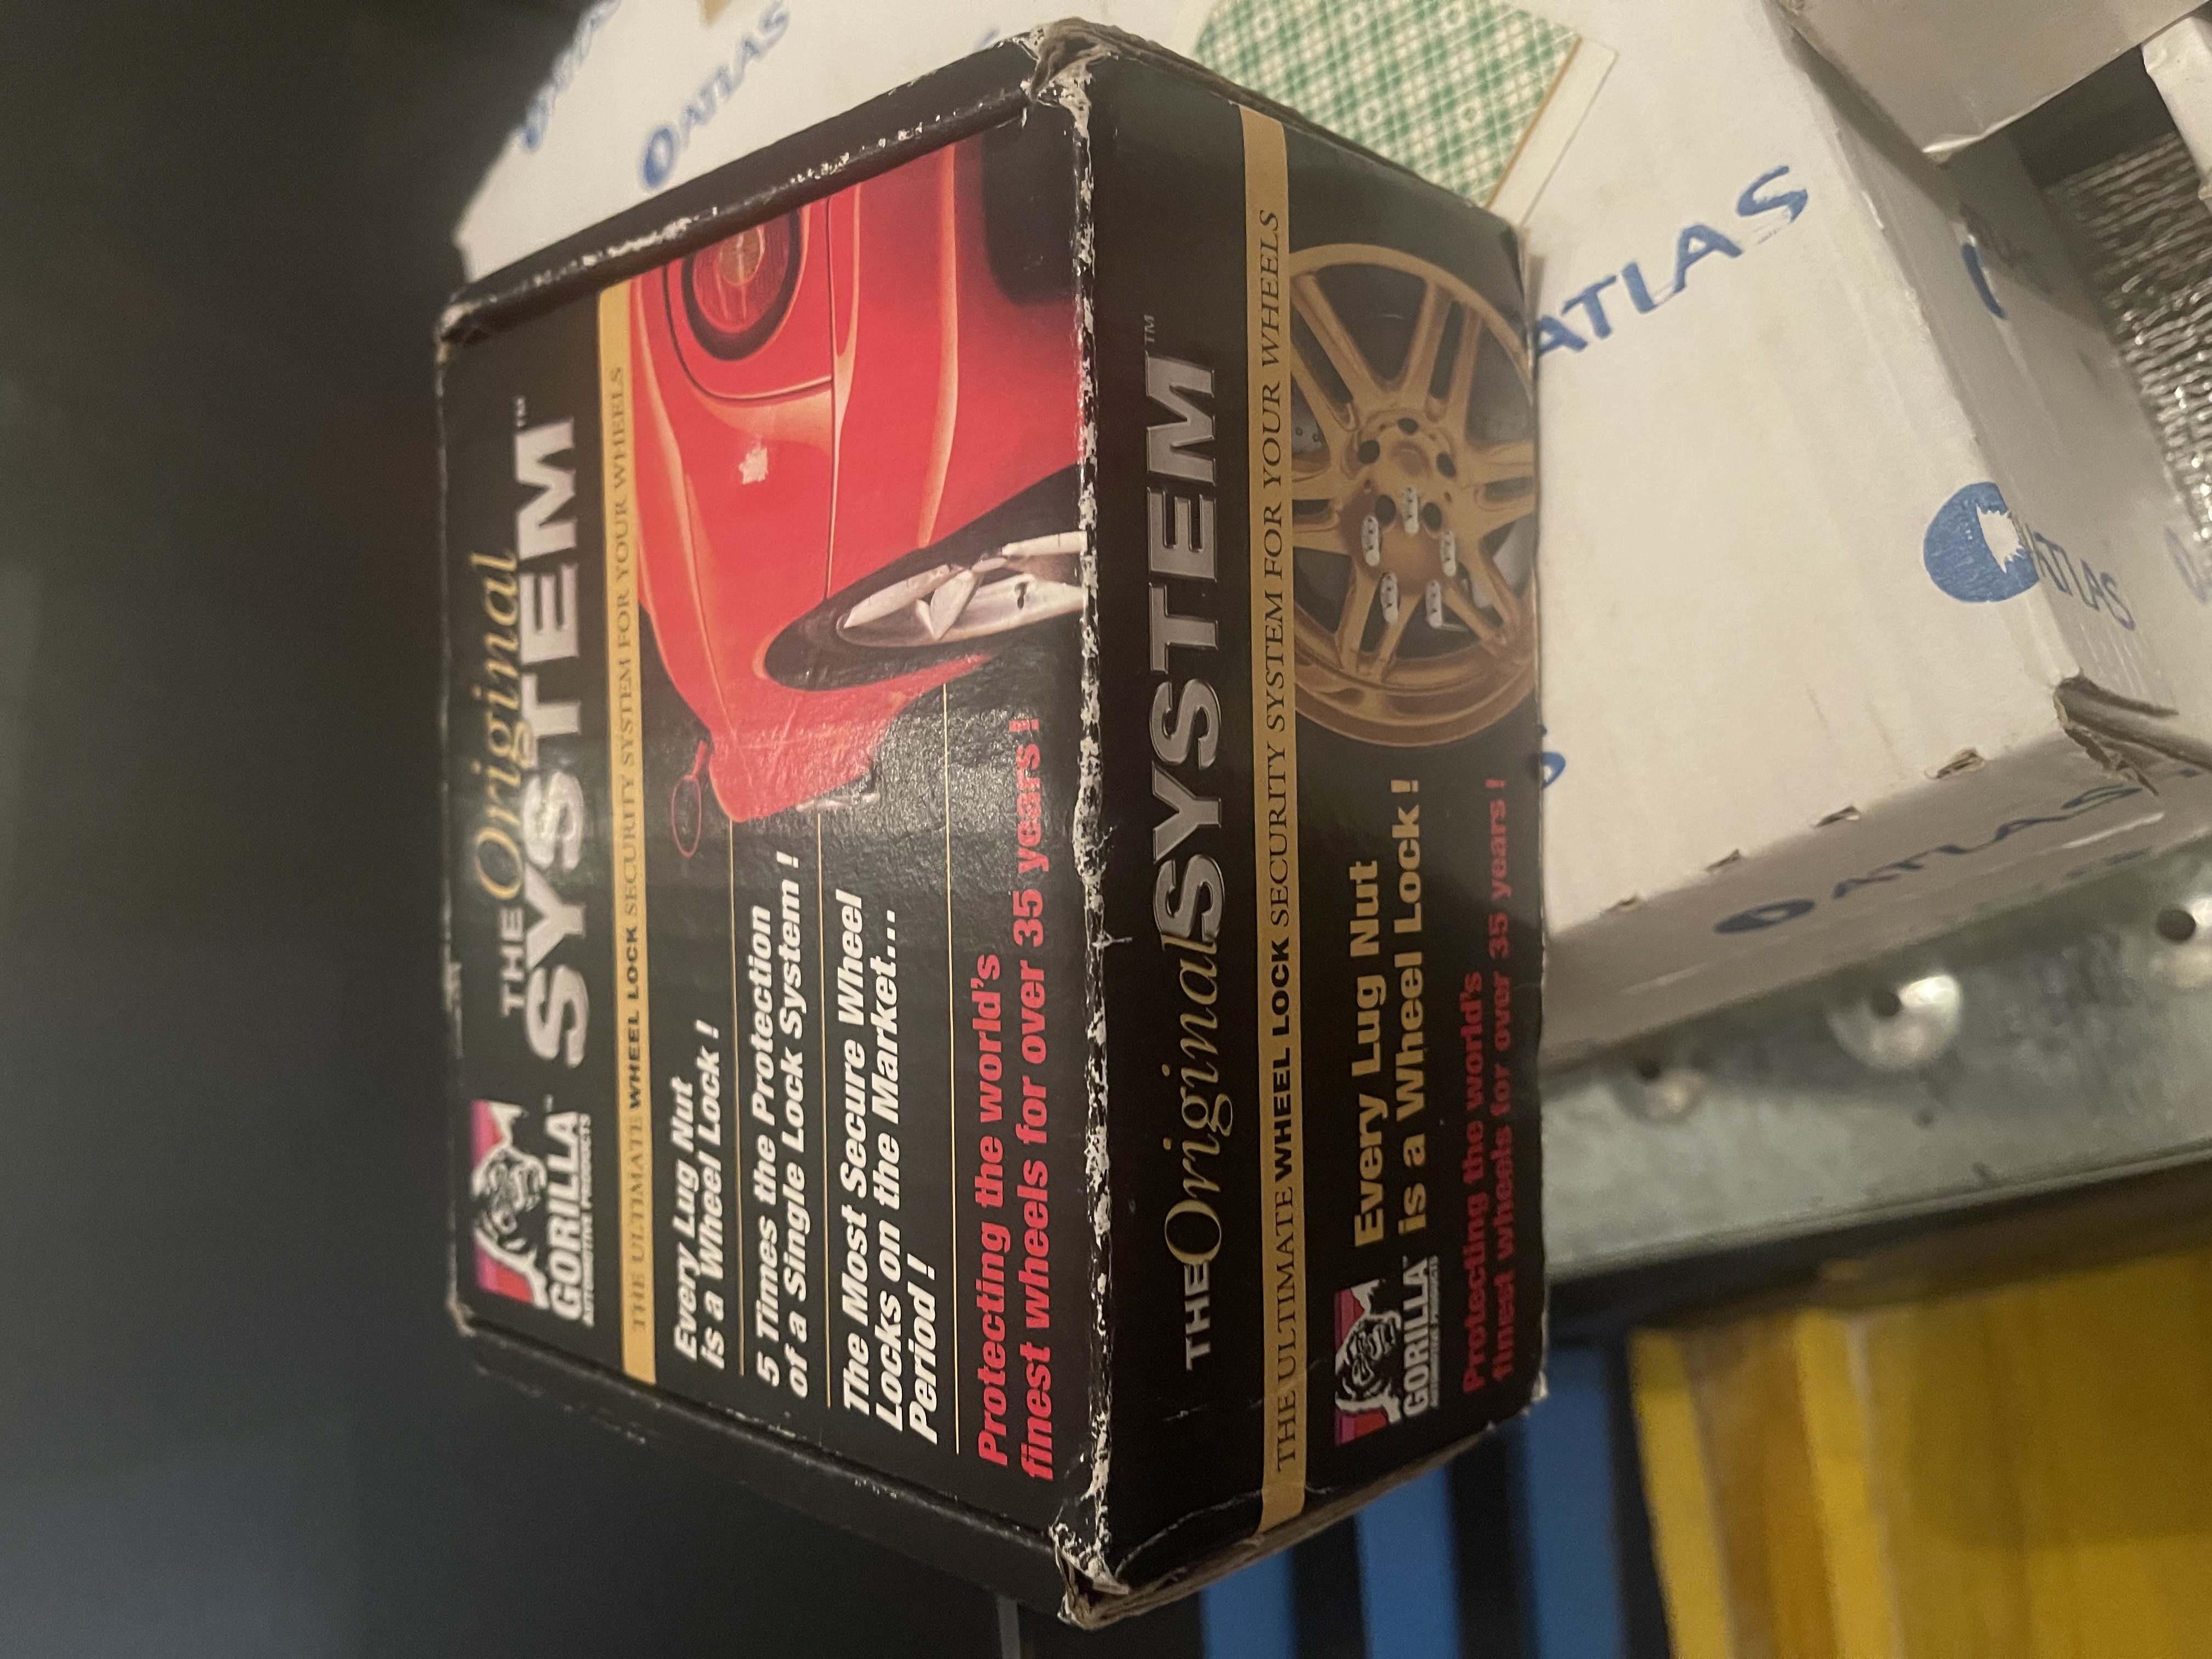 GORILLA™
AUTOMOTIVE PRODUCTS
THE Original
SYSTEM™
THE ULTIMATE WHEEL LOCK SECURITY SYSTEM FOR YOUR WHEELS
Every Lug Nut
is a Wheel Lock !
5 Times the Protection
of a Single Lock System !
The Most Secure Wheel
Locks on the Market...
Period !
Protecting the world's
finest wheels for over 35 years !
THE Original SYSTEM™
THE ULTIMATE WHEEL LOCK SECURITY SYSTEM FOR YOUR WHEELS
GORILLA™
AUTOMOTIVE PRODUCTS
Every Lug Nut
is a Wheel Lock !
Protecting the world's
finest wheels for over 35 years !
ATLAS
ATLAS
ATLAS
ATLAS